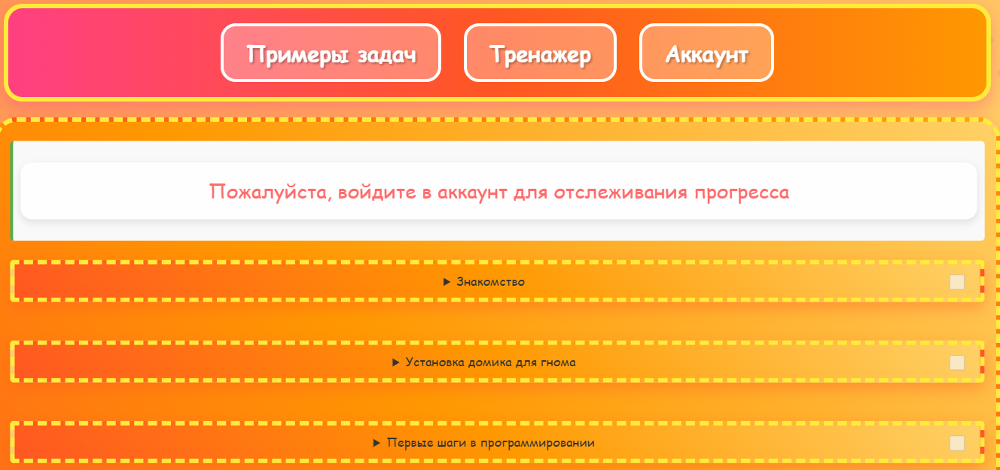 Примеры задач
Тренажер
Аккаунт
Пожалуйста, войдите в аккаунт для отслеживания прогресса
Знакомство
Установка домика для гнома
Первые шаги в программировании